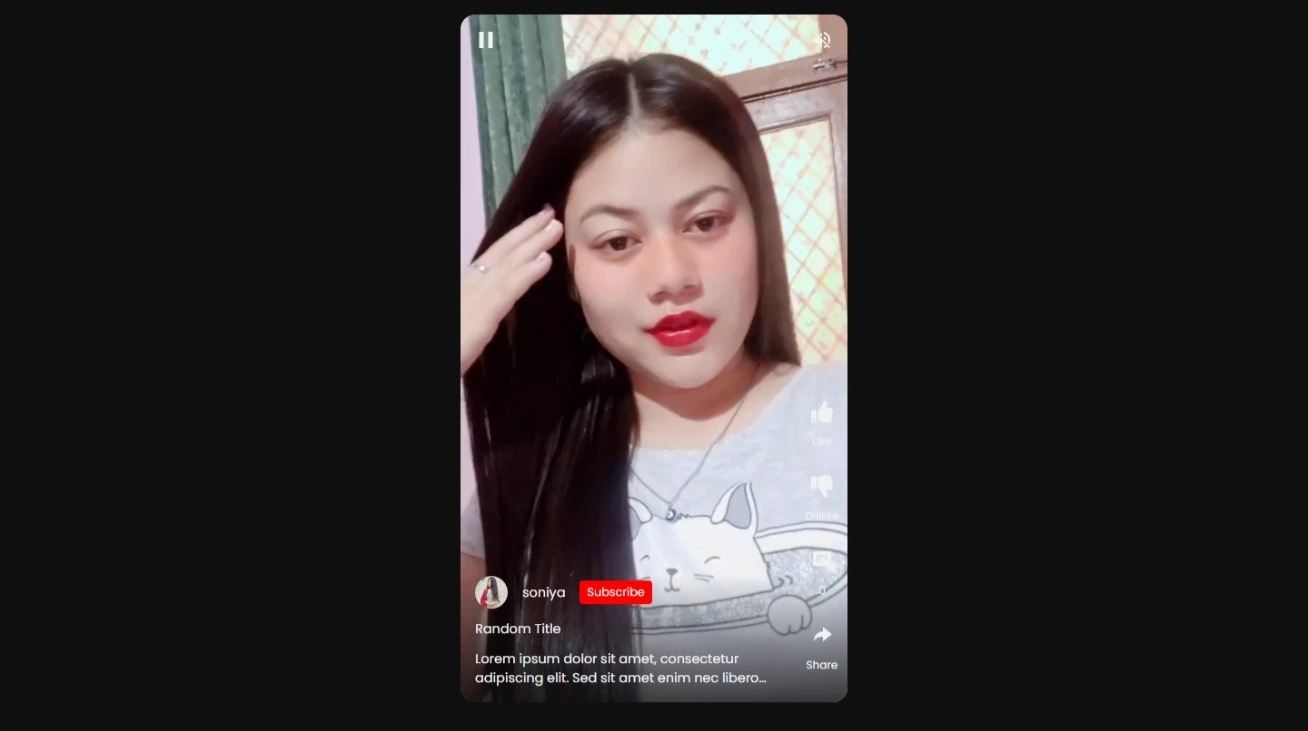 Like
Dislike
0
soniya
Subscribe
Random Title
Lorem ipsum dolor sit amet, consectetur
adipiscing elit. Sed sit amet enim nec libero...
Share